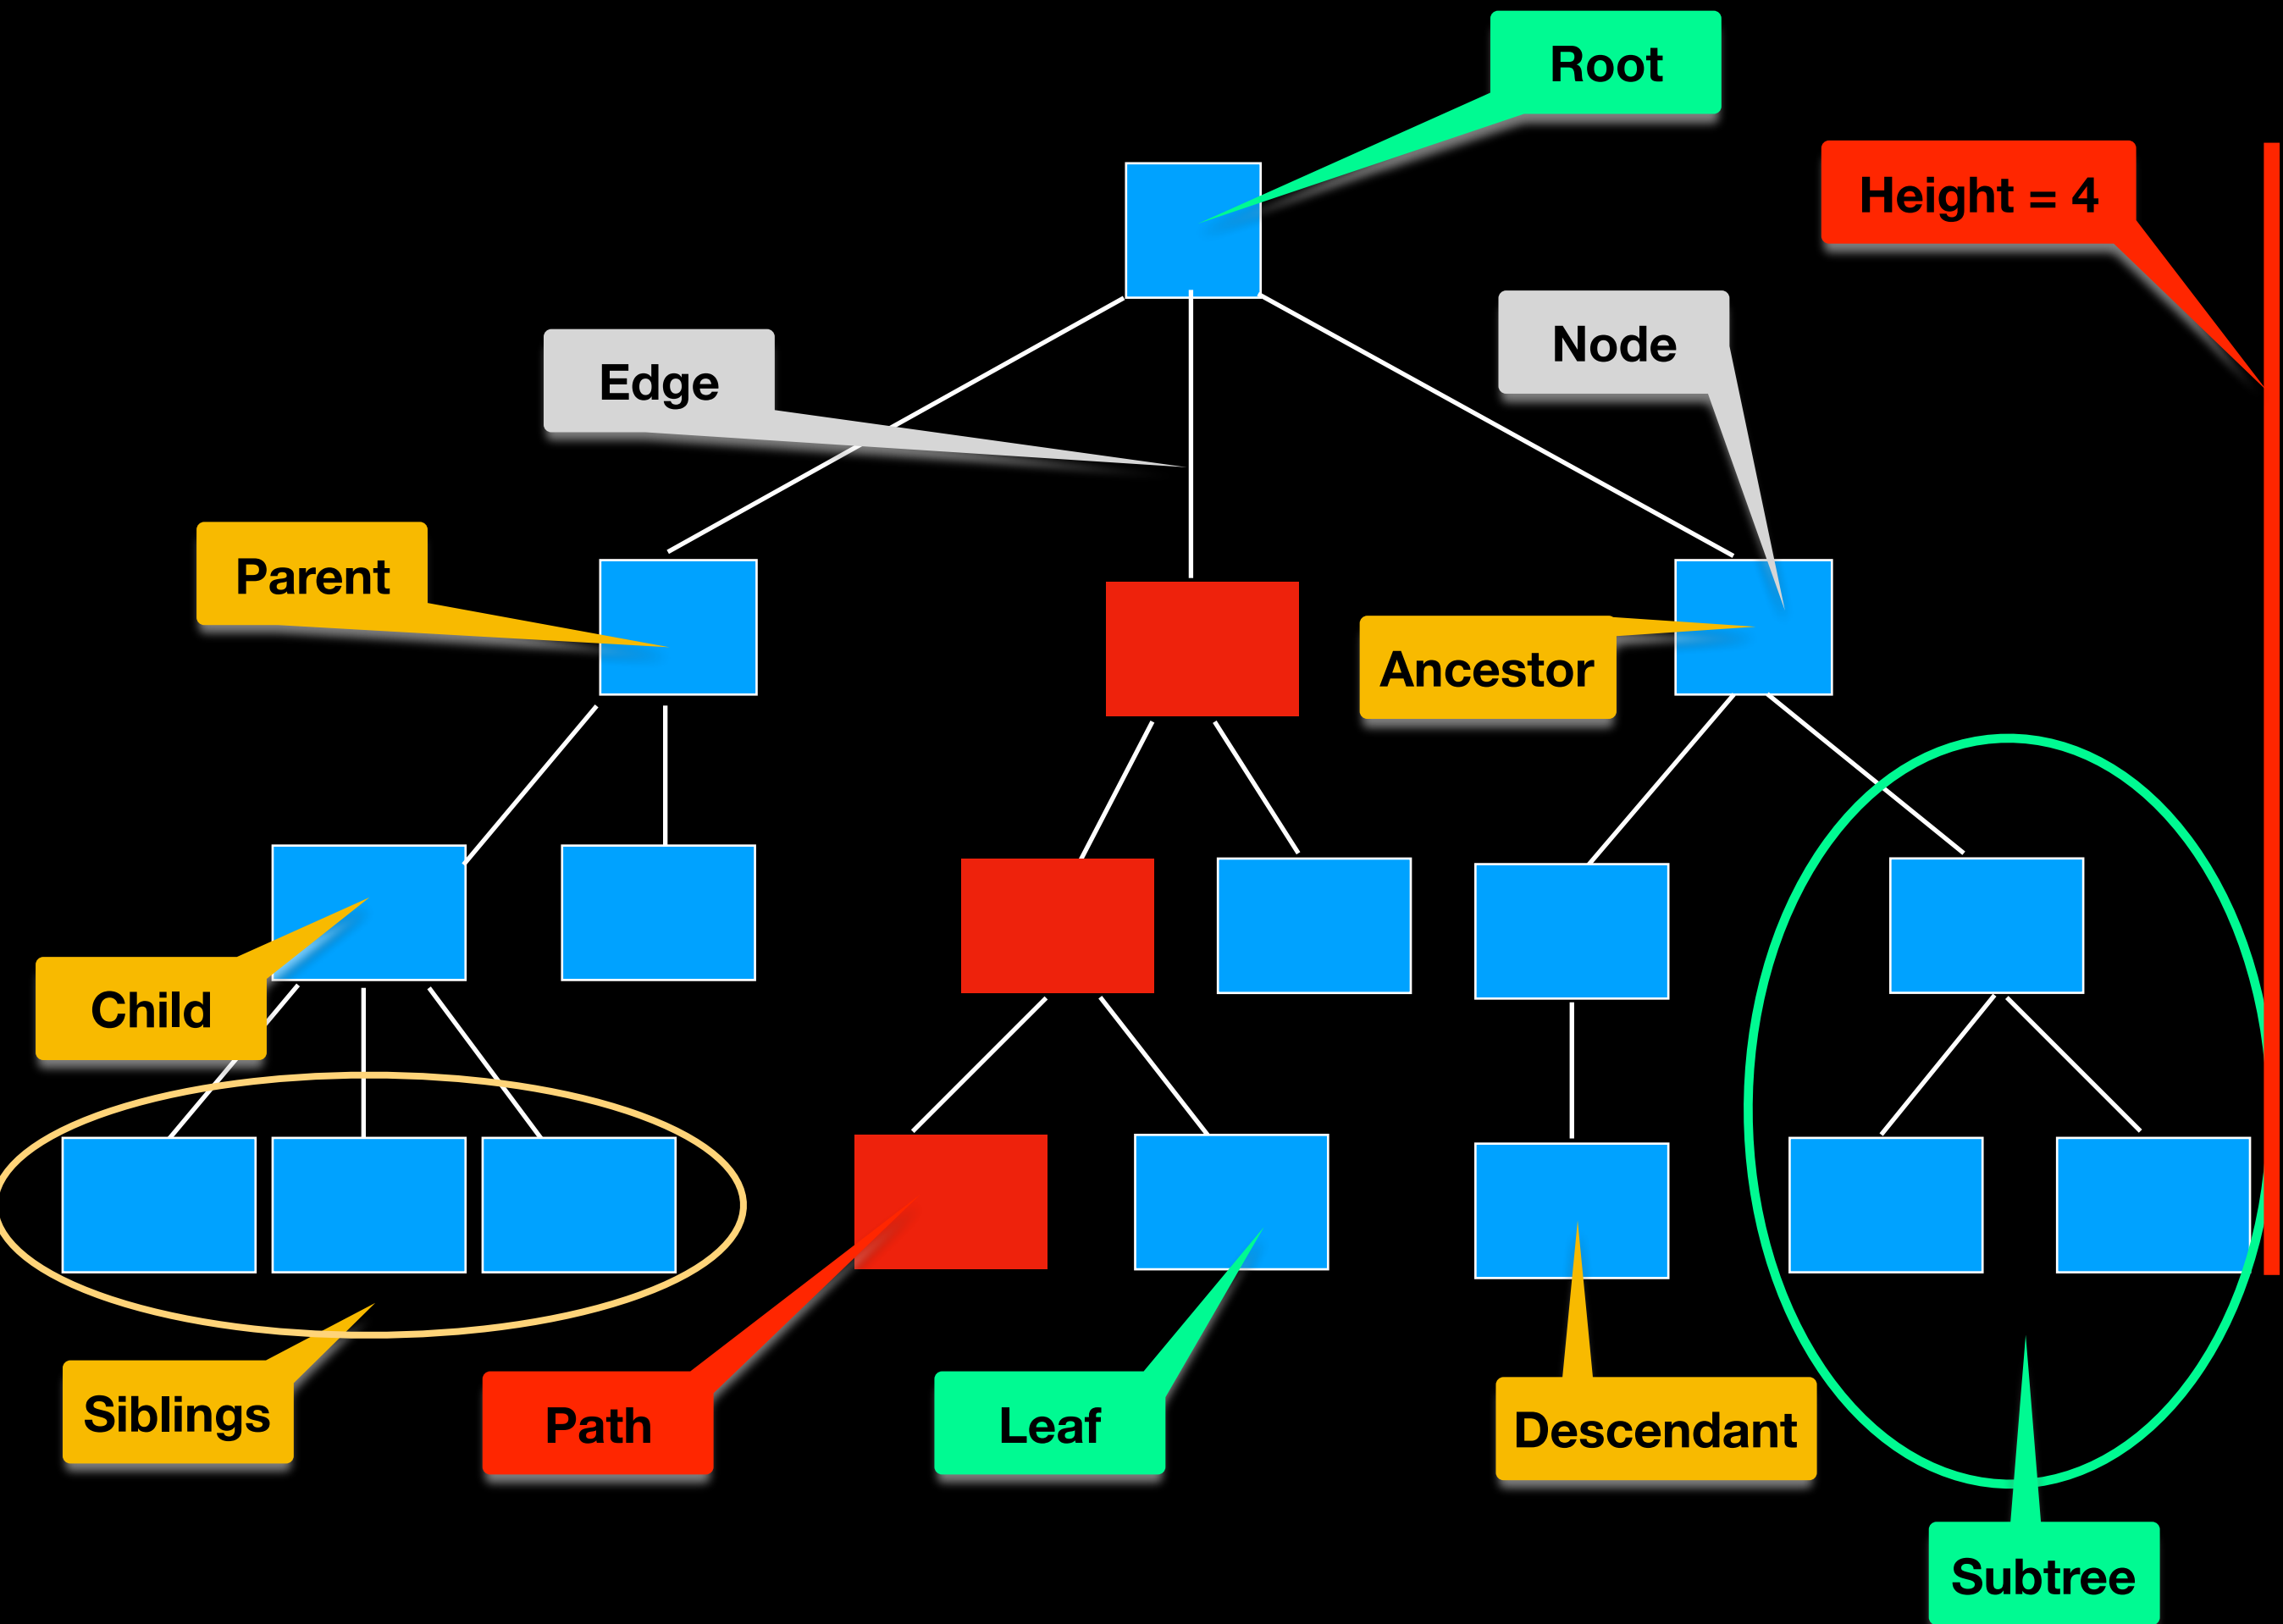 Root
Height = 4
Node
Edge
Parent
Ancestor
Child
Siblings
Path
Leaf
Descendant
Subtree